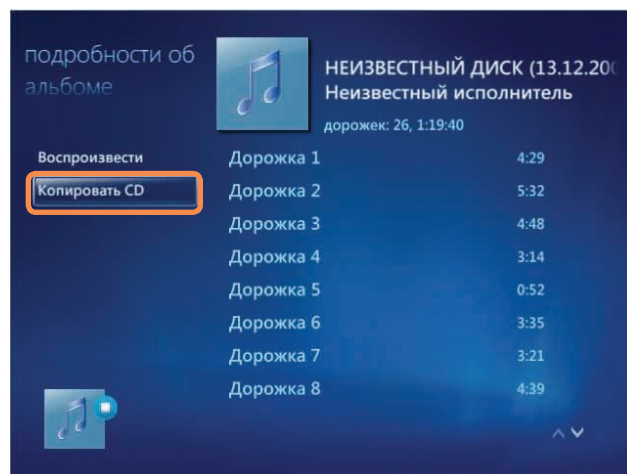 подробности об
альбоме
НЕИЗВЕСТНЫЙ ДИСК (13.12.200
Неизвестный исполнитель
дорожек: 26, 1:19:40
Воспроизвести
Копировать CD
Дорожка 1 4:29
Дорожка 2 5:32
Дорожка 3 4:48
Дорожка 4 3:14
Дорожка 5 0:52
Дорожка 6 3:35
Дорожка 7 3:21
Дорожка 8 4:39